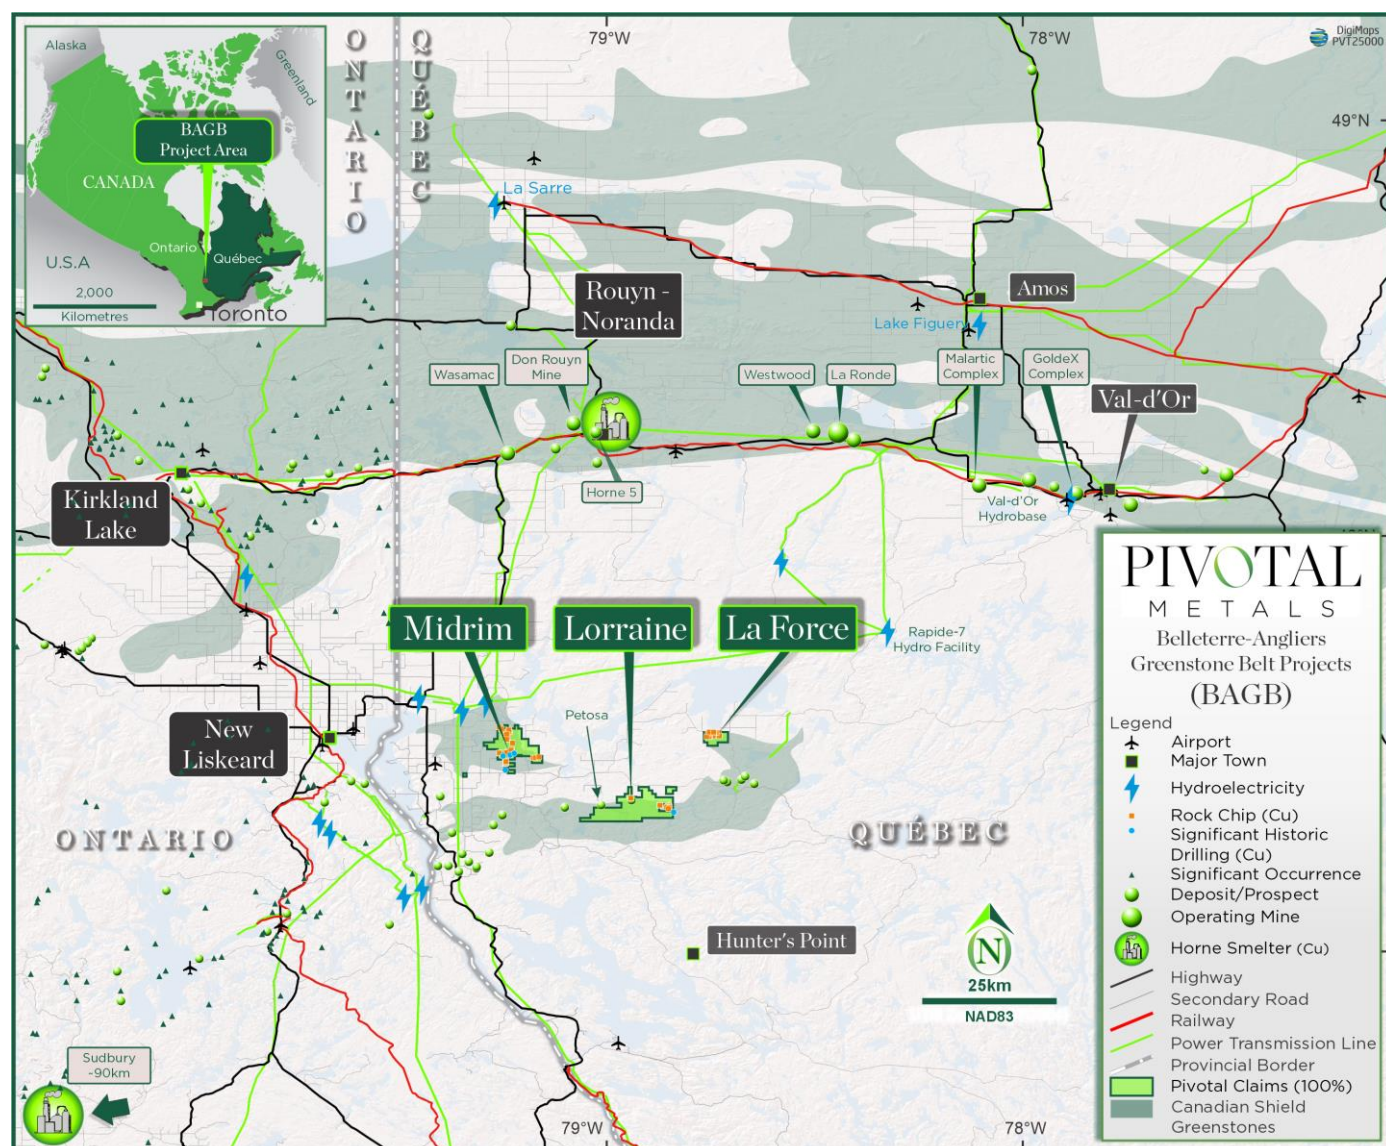 Alaska
Greenland
BAGB
Project Area
CANADA
Ontario
Québec
U.S.A
2,000
Kilometres
Toronto
ONTARIO
QUÉBEC
79°W
78°W
DigiMaps
PVT25000
49°N
La Sarre
Rouyn -
Noranda
Amos
Lake Figuery
Wasamac
Don Rouyn
Mine
Westwood
La Ronde
Malartic
Complex
GoldeX
Complex
Val-d'Or
Kirkland
Lake
Horne 5
Val-d'Or
Hydrobase
Midrim
Lorraine
La Force
Rapide-7
Hydro Facility
New
Liskeard
Petosa
ONTARIO
QUÉBEC
Hunter's Point
N
25km
NAD83
Sudbury
~90km
79°W
78°W
PIVOTAL
METALS
Belleterre-Angliers
Greenstone Belt Projects
(BAGB)
Legend
Airport
Major Town
Hydroelectricity
Rock Chip (Cu)
Significant Historic
Drilling (Cu)
Significant Occurrence
Deposit/Prospect
Operating Mine
Horne Smelter (Cu)
Highway
Secondary Road
Railway
Power Transmission Line
Provincial Border
Pivotal Claims (100%)
Canadian Shield
Greenstones